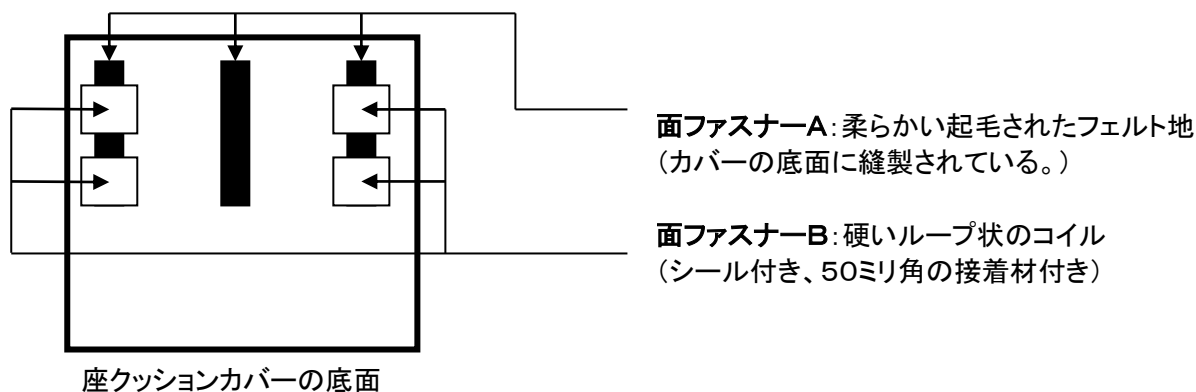 面ファスナーA：柔らかい起毛されたフェルト地
（カバーの底面に縫製されている。）
面ファスナーB：硬いループ状のコイル
（シール付き、50ミリ角の接着材付き）
座クッションカバーの底面